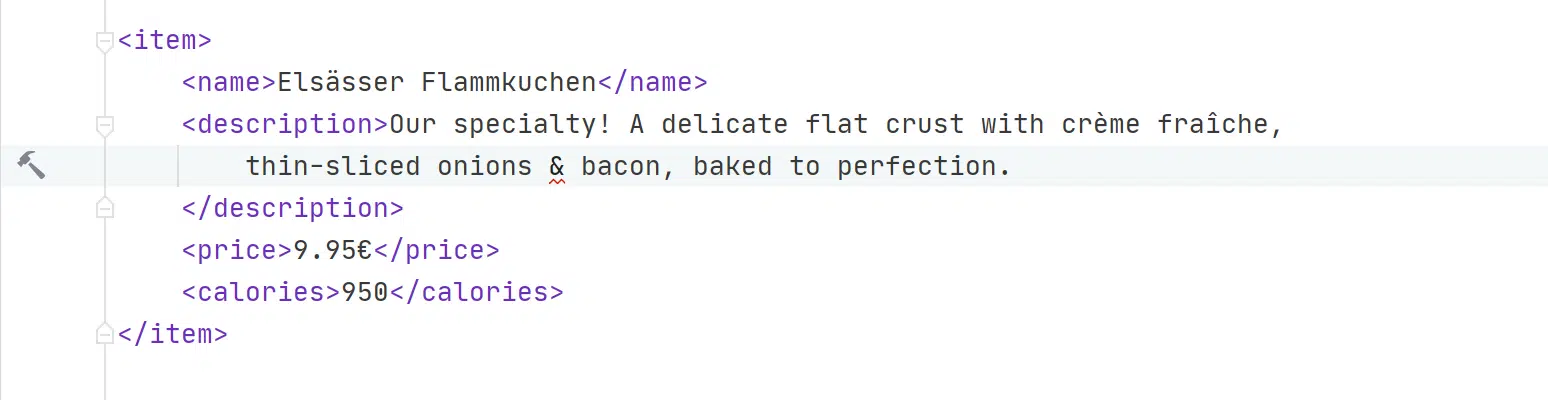 <item>
<name>Elsässer Flammkuchen</name>
<description>Our specialty! A delicate flat crust with crème fraîche,
thin-sliced onions & bacon, baked to perfection.
</description>
<price>9.95€</price>
<calories>950</calories>
</item>